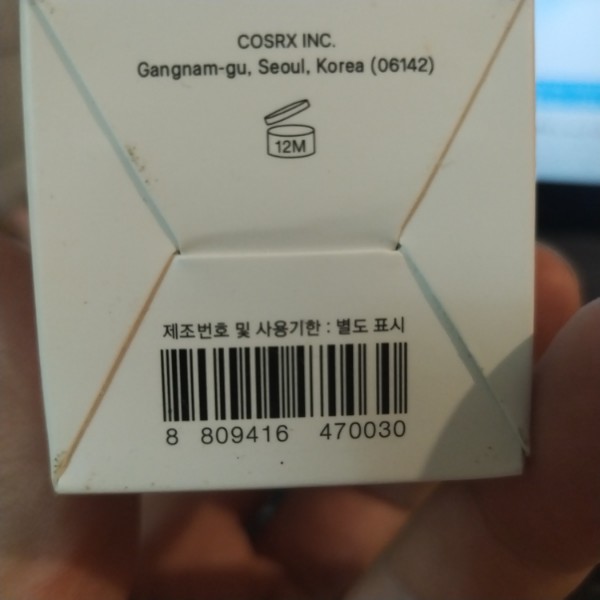 COSRX INC.
Gangnam-gu, Seoul, Korea (06142)
12M
제조번호 및 사용기한 : 별도 표시
8 809416 470030